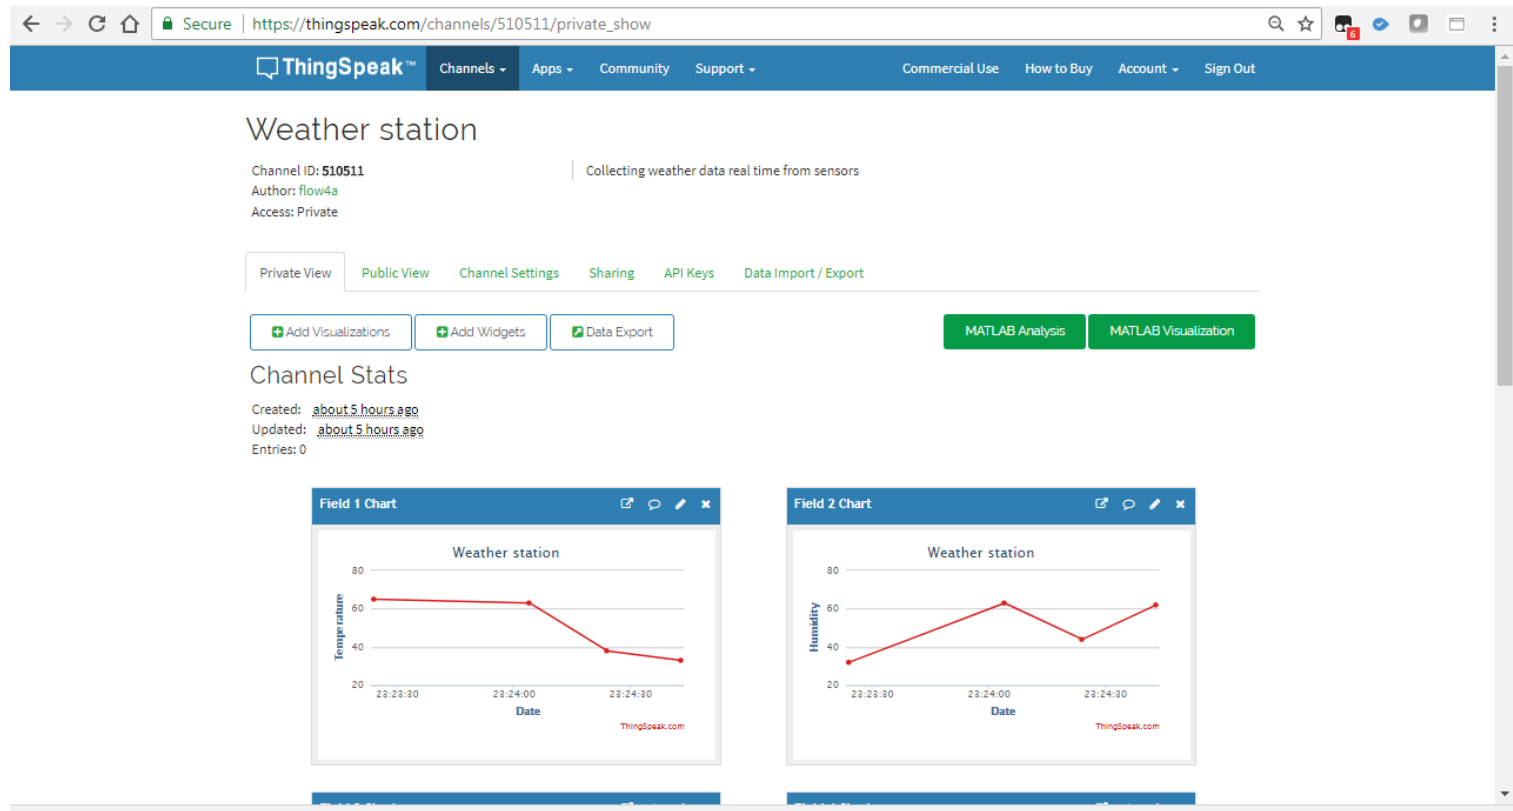 Secure | https://thingspeak.com/channels/510511/private_show
6
ThingSpeak™ Channels Apps Community Support Commercial Use How to Buy Account Sign Out
Weather station
Channel ID: 510511
Author: flow4a
Access: Private
Collecting weather data real time from sensors
Private View Public View Channel Settings Sharing API Keys Data Import / Export
Add Visualizations Add Widgets Data Export MATLAB Analysis MATLAB Visualization
Channel Stats
Created: about 5 hours ago
Updated: about 5 hours ago
Entries: 0
Field 1 Chart
Weather station
Temperature
80
60
40
20
23:23:30 23:24:00 23:24:30
Date
ThingSpeak.com
Field 2 Chart
Weather station
Humidity
80
60
40
20
23:23:30 23:24:00 23:24:30
Date
ThingSpeak.com